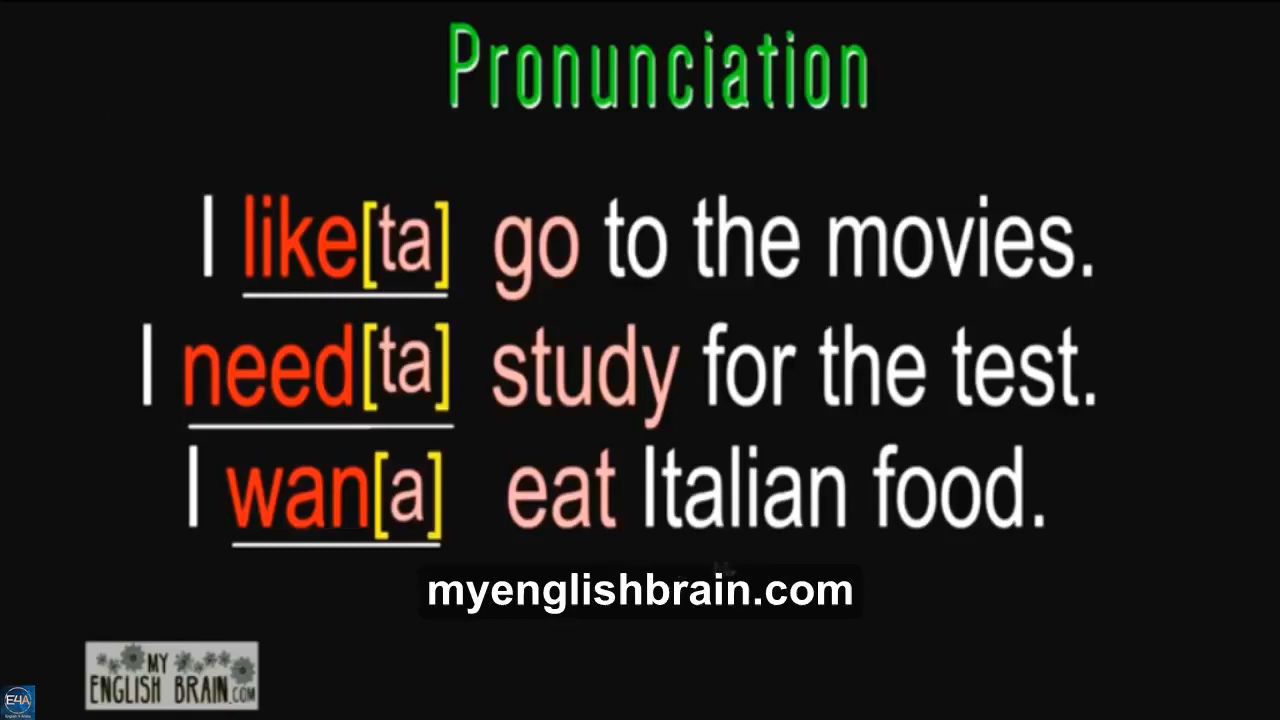 Pronunciation
I like[ta] go to the movies.
I need[ta] study for the test.
I wan[a] eat Italian food.
myenglishbrain.com
MY
ENGLISH BRAIN.COM
E4A